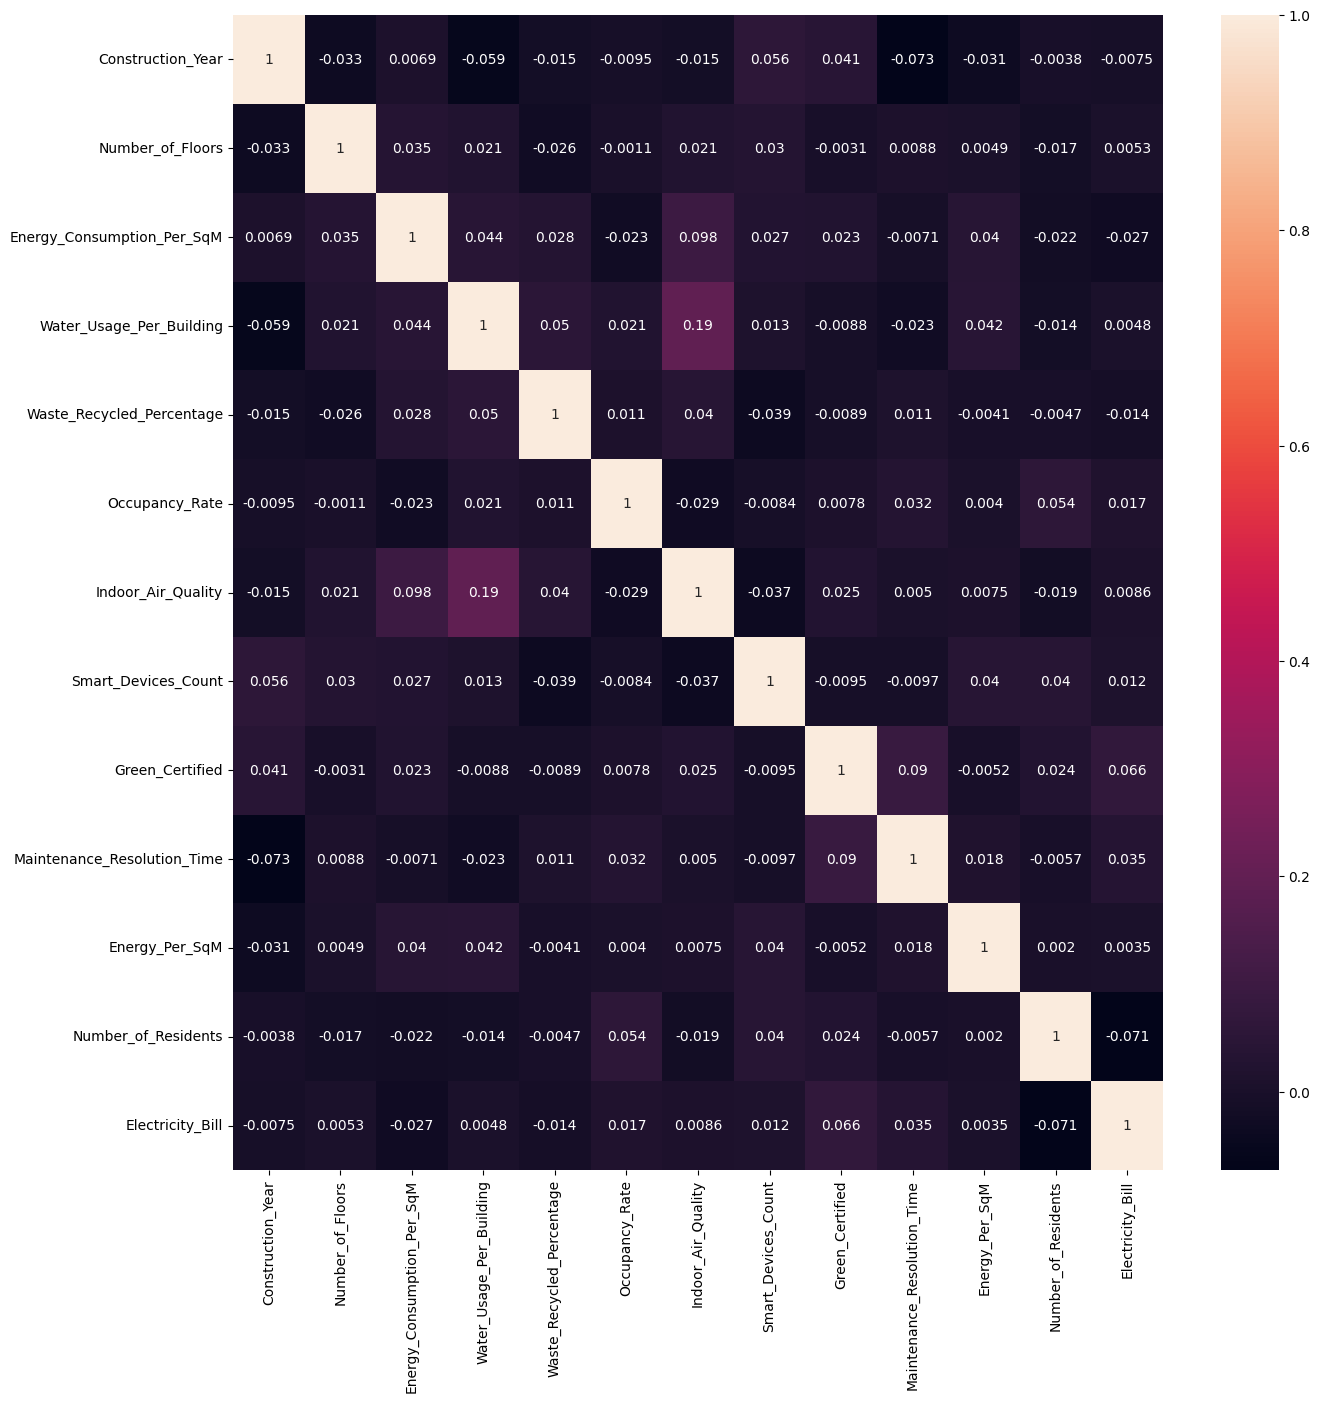 Construction_Year 1 -0.033 0.0069 -0.059 -0.015 -0.0095 -0.015 0.056 0.041 -0.073 -0.031 -0.0038 -0.0075
Number_of_Floors -0.033 1 0.035 0.021 -0.026 -0.0011 0.021 0.03 -0.0031 0.0088 0.0049 -0.017 0.0053
Energy_Consumption_Per_SqM 0.0069 0.035 1 0.044 0.028 -0.023 0.098 0.027 0.023 -0.0071 0.04 -0.022 -0.027
Water_Usage_Per_Building -0.059 0.021 0.044 1 0.05 0.021 0.19 0.013 -0.0088 -0.023 0.042 -0.014 0.0048
Waste_Recycled_Percentage -0.015 -0.026 0.028 0.05 1 0.011 0.04 -0.039 -0.0089 0.011 -0.0041 -0.0047 -0.014
Occupancy_Rate -0.0095 -0.0011 -0.023 0.021 0.011 1 -0.029 -0.0084 0.0078 0.032 0.004 0.054 0.017
Indoor_Air_Quality -0.015 0.021 0.098 0.19 0.04 -0.029 1 -0.037 0.025 0.005 0.0075 -0.019 0.0086
Smart_Devices_Count 0.056 0.03 0.027 0.013 -0.039 -0.0084 -0.037 1 -0.0095 -0.0097 0.04 0.04 0.012
Green_Certified 0.041 -0.0031 0.023 -0.0088 -0.0089 0.0078 0.025 -0.0095 1 0.09 -0.0052 0.024 0.066
Maintenance_Resolution_Time -0.073 0.0088 -0.0071 -0.023 0.011 0.032 0.005 -0.0097 0.09 1 0.018 -0.0057 0.035
Energy_Per_SqM -0.031 0.0049 0.04 0.042 -0.0041 0.004 0.0075 0.04 -0.0052 0.018 1 0.002 0.0035
Number_of_Residents -0.0038 -0.017 -0.022 -0.014 -0.0047 0.054 -0.019 0.04 0.024 -0.0057 0.002 1 -0.071
Electricity_Bill -0.0075 0.0053 -0.027 0.0048 -0.014 0.017 0.0086 0.012 0.066 0.035 0.0035 -0.071 1
Construction_Year
Number_of_Floors
Energy_Consumption_Per_SqM
Water_Usage_Per_Building
Waste_Recycled_Percentage
Occupancy_Rate
Indoor_Air_Quality
Smart_Devices_Count
Green_Certified
Maintenance_Resolution_Time
Energy_Per_SqM
Number_of_Residents
Electricity_Bill
1.0
0.8
0.6
0.4
0.2
0.0